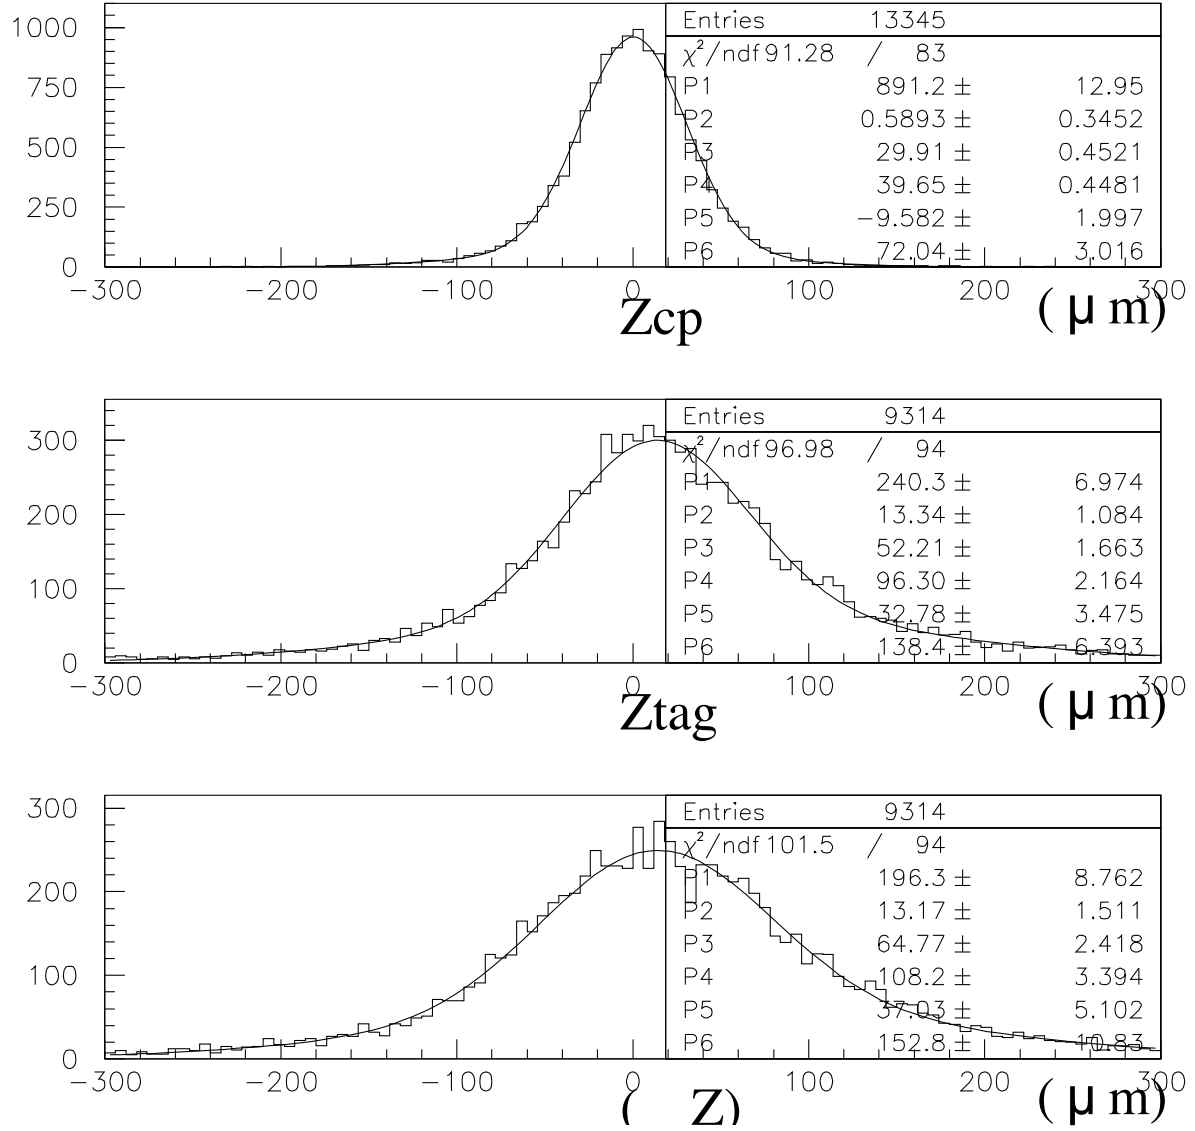 1000
750
500
250
0
Entries 13345
χ²/ndf 91.28 / 83
P1 891.2 ± 12.95
P2 0.5893 ± 0.3452
P3 29.91 ± 0.4521
P4 39.65 ± 0.4481
P5 −9.582 ± 1.997
P6 72.04 ± 3.016
−300 −200 −100 0 100 200 300
Zcp (μm)
300
200
100
0
Entries 9314
χ²/ndf 96.98 / 94
P1 240.3 ± 6.974
P2 13.34 ± 1.084
P3 52.21 ± 1.663
P4 96.30 ± 2.164
P5 32.78 ± 3.475
P6 138.4 ± 6.393
−300 −200 −100 0 100 200 300
Ztag (μm)
300
200
100
0
Entries 9314
χ²/ndf 101.5 / 94
P1 196.3 ± 8.762
P2 13.17 ± 1.511
P3 64.77 ± 2.418
P4 108.2 ± 3.394
P5 37.03 ± 5.102
P6 152.8 ± 10.83
−300 −200 −100 0 100 200 300
( Z) (μm)